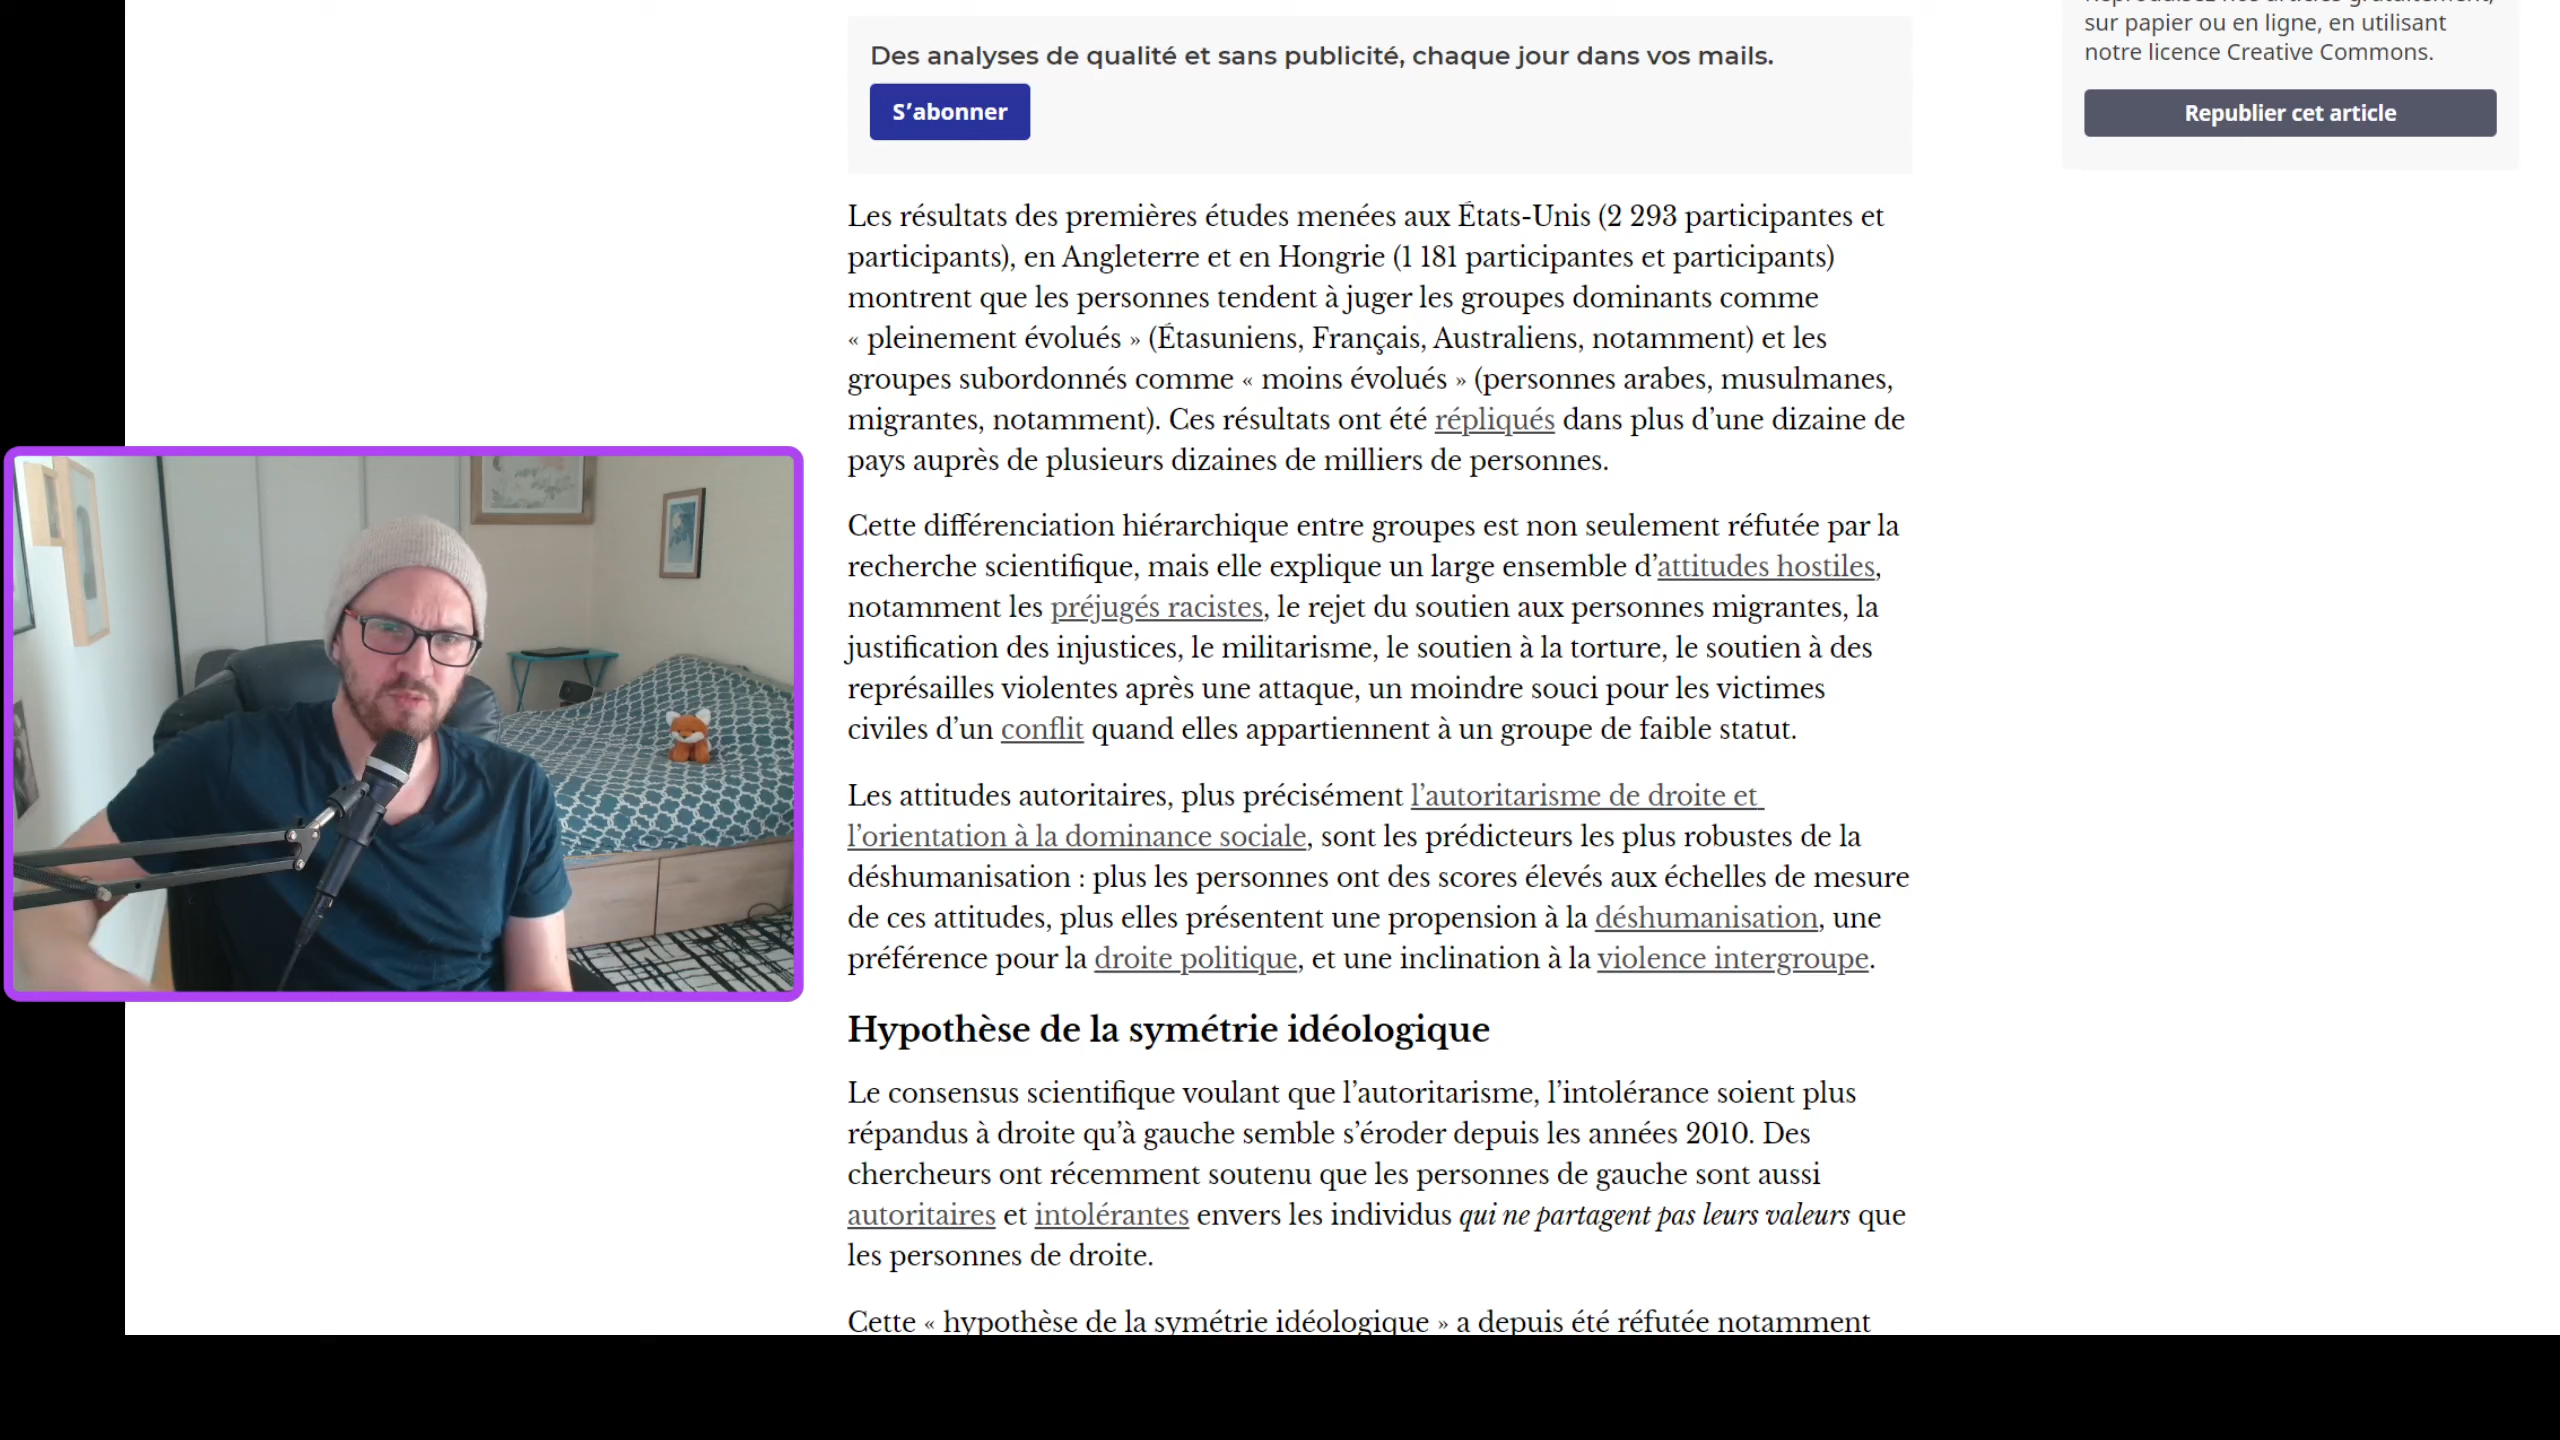 Des analyses de qualité et sans publicité, chaque jour dans vos mails.
S’abonner
Les résultats des premières études menées aux États-Unis (2 293 participantes et
participants), en Angleterre et en Hongrie (1 181 participantes et participants)
montrent que les personnes tendent à juger les groupes dominants comme
« pleinement évolués » (Étasuniens, Français, Australiens, notamment) et les
groupes subordonnés comme « moins évolués » (personnes arabes, musulmanes,
migrantes, notamment). Ces résultats ont été répliqués dans plus d’une dizaine de
pays auprès de plusieurs dizaines de milliers de personnes.
Cette différenciation hiérarchique entre groupes est non seulement réfutée par la
recherche scientifique, mais elle explique un large ensemble d’attitudes hostiles,
notamment les préjugés racistes, le rejet du soutien aux personnes migrantes, la
justification des injustices, le militarisme, le soutien à la torture, le soutien à des
représailles violentes après une attaque, un moindre souci pour les victimes
civiles d’un conflit quand elles appartiennent à un groupe de faible statut.
Les attitudes autoritaires, plus précisément l’autoritarisme de droite et
l’orientation à la dominance sociale, sont les prédicteurs les plus robustes de la
déshumanisation : plus les personnes ont des scores élevés aux échelles de mesure
de ces attitudes, plus elles présentent une propension à la déshumanisation, une
préférence pour la droite politique, et une inclination à la violence intergroupe.
Hypothèse de la symétrie idéologique
Le consensus scientifique voulant que l’autoritarisme, l’intolérance soient plus
répandus à droite qu’à gauche semble s’éroder depuis les années 2010. Des
chercheurs ont récemment soutenu que les personnes de gauche sont aussi
autoritaires et intolérantes envers les individus qui ne partagent pas leurs valeurs que
les personnes de droite.
Cette « hypothèse de la symétrie idéologique » a depuis été réfutée notamment
Reproduisez nos articles gratuitement,
sur papier ou en ligne, en utilisant
notre licence Creative Commons.
Republier cet article